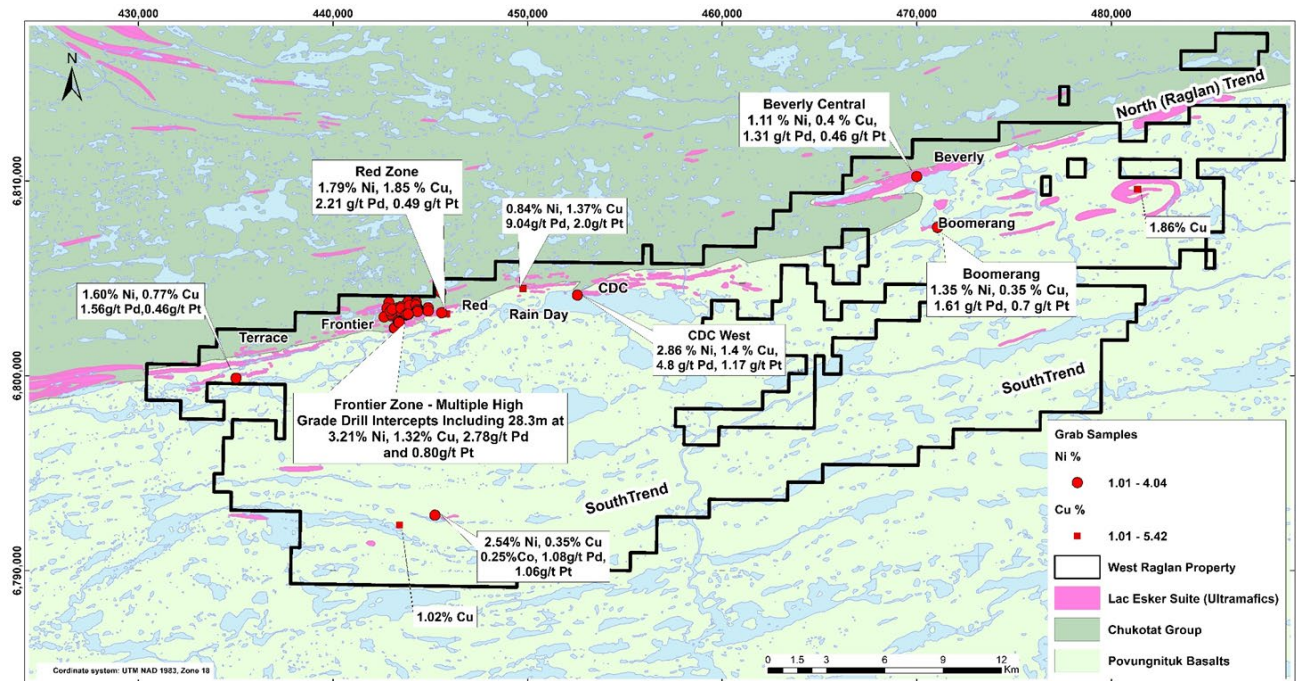 430,000
440,000
450,000
460,000
470,000
480,000
N
North (Raglan) Trend
Beverly Central
1.11 % Ni, 0.4 % Cu,
1.31 g/t Pd, 0.46 g/t Pt
Beverly
6,810,000
Red Zone
1.79% Ni, 1.85 % Cu,
2.21 g/t Pd, 0.49 g/t Pt
0.84% Ni, 1.37% Cu
9.04g/t Pd, 2.0g/t Pt
1.86% Cu
Boomerang
Boomerang
1.35 % Ni, 0.35 % Cu,
1.61 g/t Pd, 0.7 g/t Pt
1.60% Ni, 0.77% Cu
1.56g/t Pd,0.46g/t Pt
CDC
Red
Rain Day
Frontier
Terrace
CDC West
2.86 % Ni, 1.4 % Cu,
4.8 g/t Pd, 1.17 g/t Pt
6,800,000
SouthTrend
Frontier Zone - Multiple High
Grade Drill Intercepts Including 28.3m at
3.21% Ni, 1.32% Cu, 2.78g/t Pd
and 0.80g/t Pt
SouthTrend
2.54% Ni, 0.35% Cu
0.25%Co, 1.08g/t Pd,
1.06g/t Pt
6,790,000
1.02% Cu
Grab Samples
Ni %
1.01 - 4.04
Cu %
1.01 - 5.42
West Raglan Property
Lac Esker Suite (Ultramafics)
Chukotat Group
Povungnituk Basalts
Cordinate system: UTM NAD 1983, Zone 18
0 1.5 3 6 9 12
Km